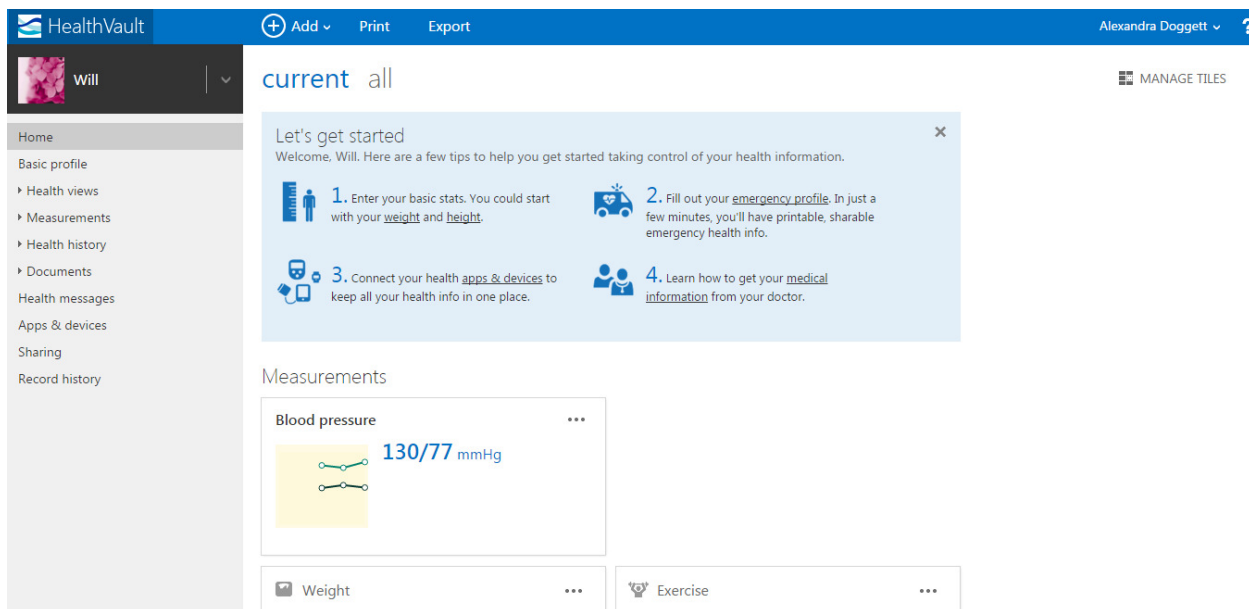 HealthVault
Add Print Export
Alexandra Doggett
?
Will
current all
MANAGE TILES
Home
Basic profile
Health views
Measurements
Health history
Documents
Health messages
Apps & devices
Sharing
Record history
Let's get started
Welcome, Will. Here are a few tips to help you get started taking control of your health information.
1. Enter your basic stats. You could start
with your weight and height.
2. Fill out your emergency profile. In just a
few minutes, you'll have printable, sharable
emergency health info.
3. Connect your health apps & devices to
keep all your health info in one place.
4. Learn how to get your medical
information from your doctor.
Measurements
Blood pressure
130/77 mmHg
Weight
Exercise